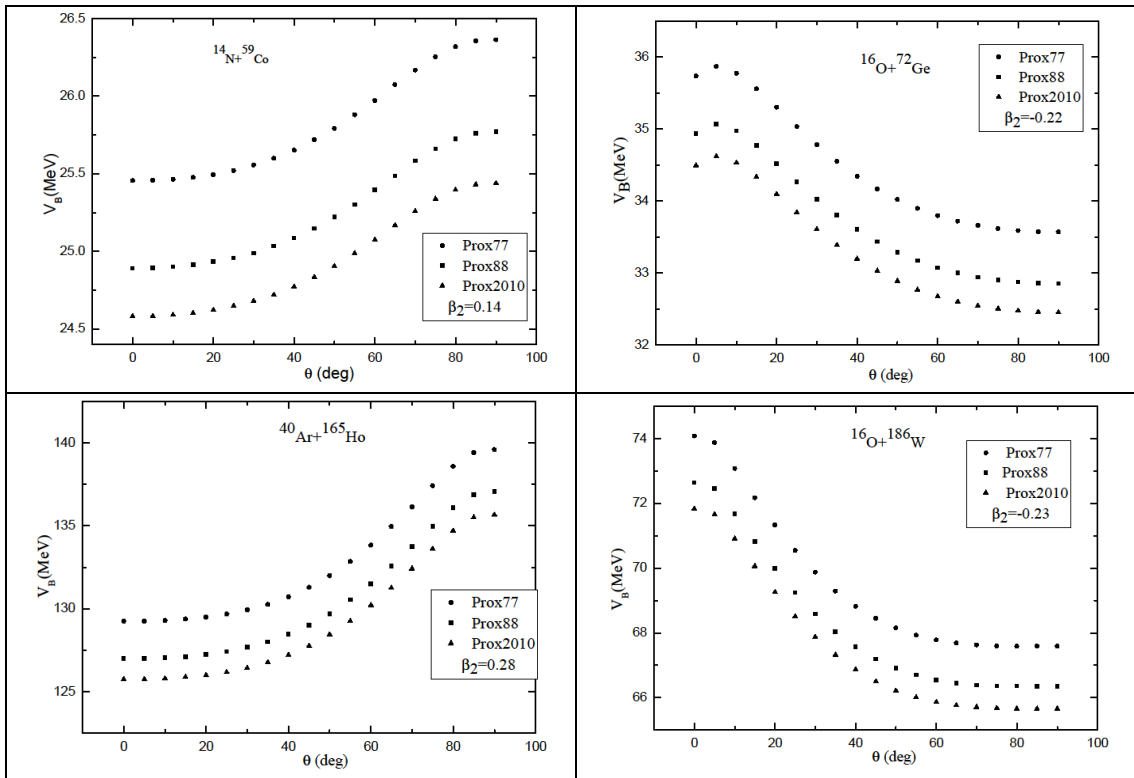 26.5
26.0
25.5
25.0
24.5
V_B(MeV)
¹⁴N+⁵⁹Co
Prox77
Prox88
Prox2010
β₂=0.14
0 20 40 60 80 100
θ (deg)
36
35
34
33
32
VB(MeV)
¹⁶O+⁷²Ge
Prox77
Prox88
Prox2010
β₂=-0.22
0 20 40 60 80 100
θ (deg)
140
135
130
125
V_B(MeV)
⁴⁰Ar+¹⁶⁵Ho
Prox77
Prox88
Prox2010
β₂=0.28
0 20 40 60 80 100
θ (deg)
74
72
70
68
66
V_B(MeV)
¹⁶O+¹⁸⁶W
Prox77
Prox88
Prox2010
β₂=-0.23
0 20 40 60 80 100
θ (deg)